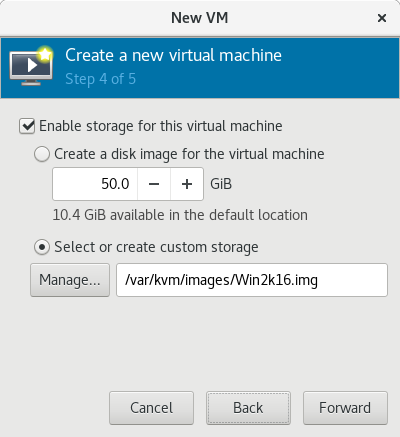 New VM
Create a new virtual machine
Step 4 of 5
Enable storage for this virtual machine
Create a disk image for the virtual machine
50.0 − + GiB
10.4 GiB available in the default location
Select or create custom storage
Manage... /var/kvm/images/Win2k16.img
Cancel Back Forward